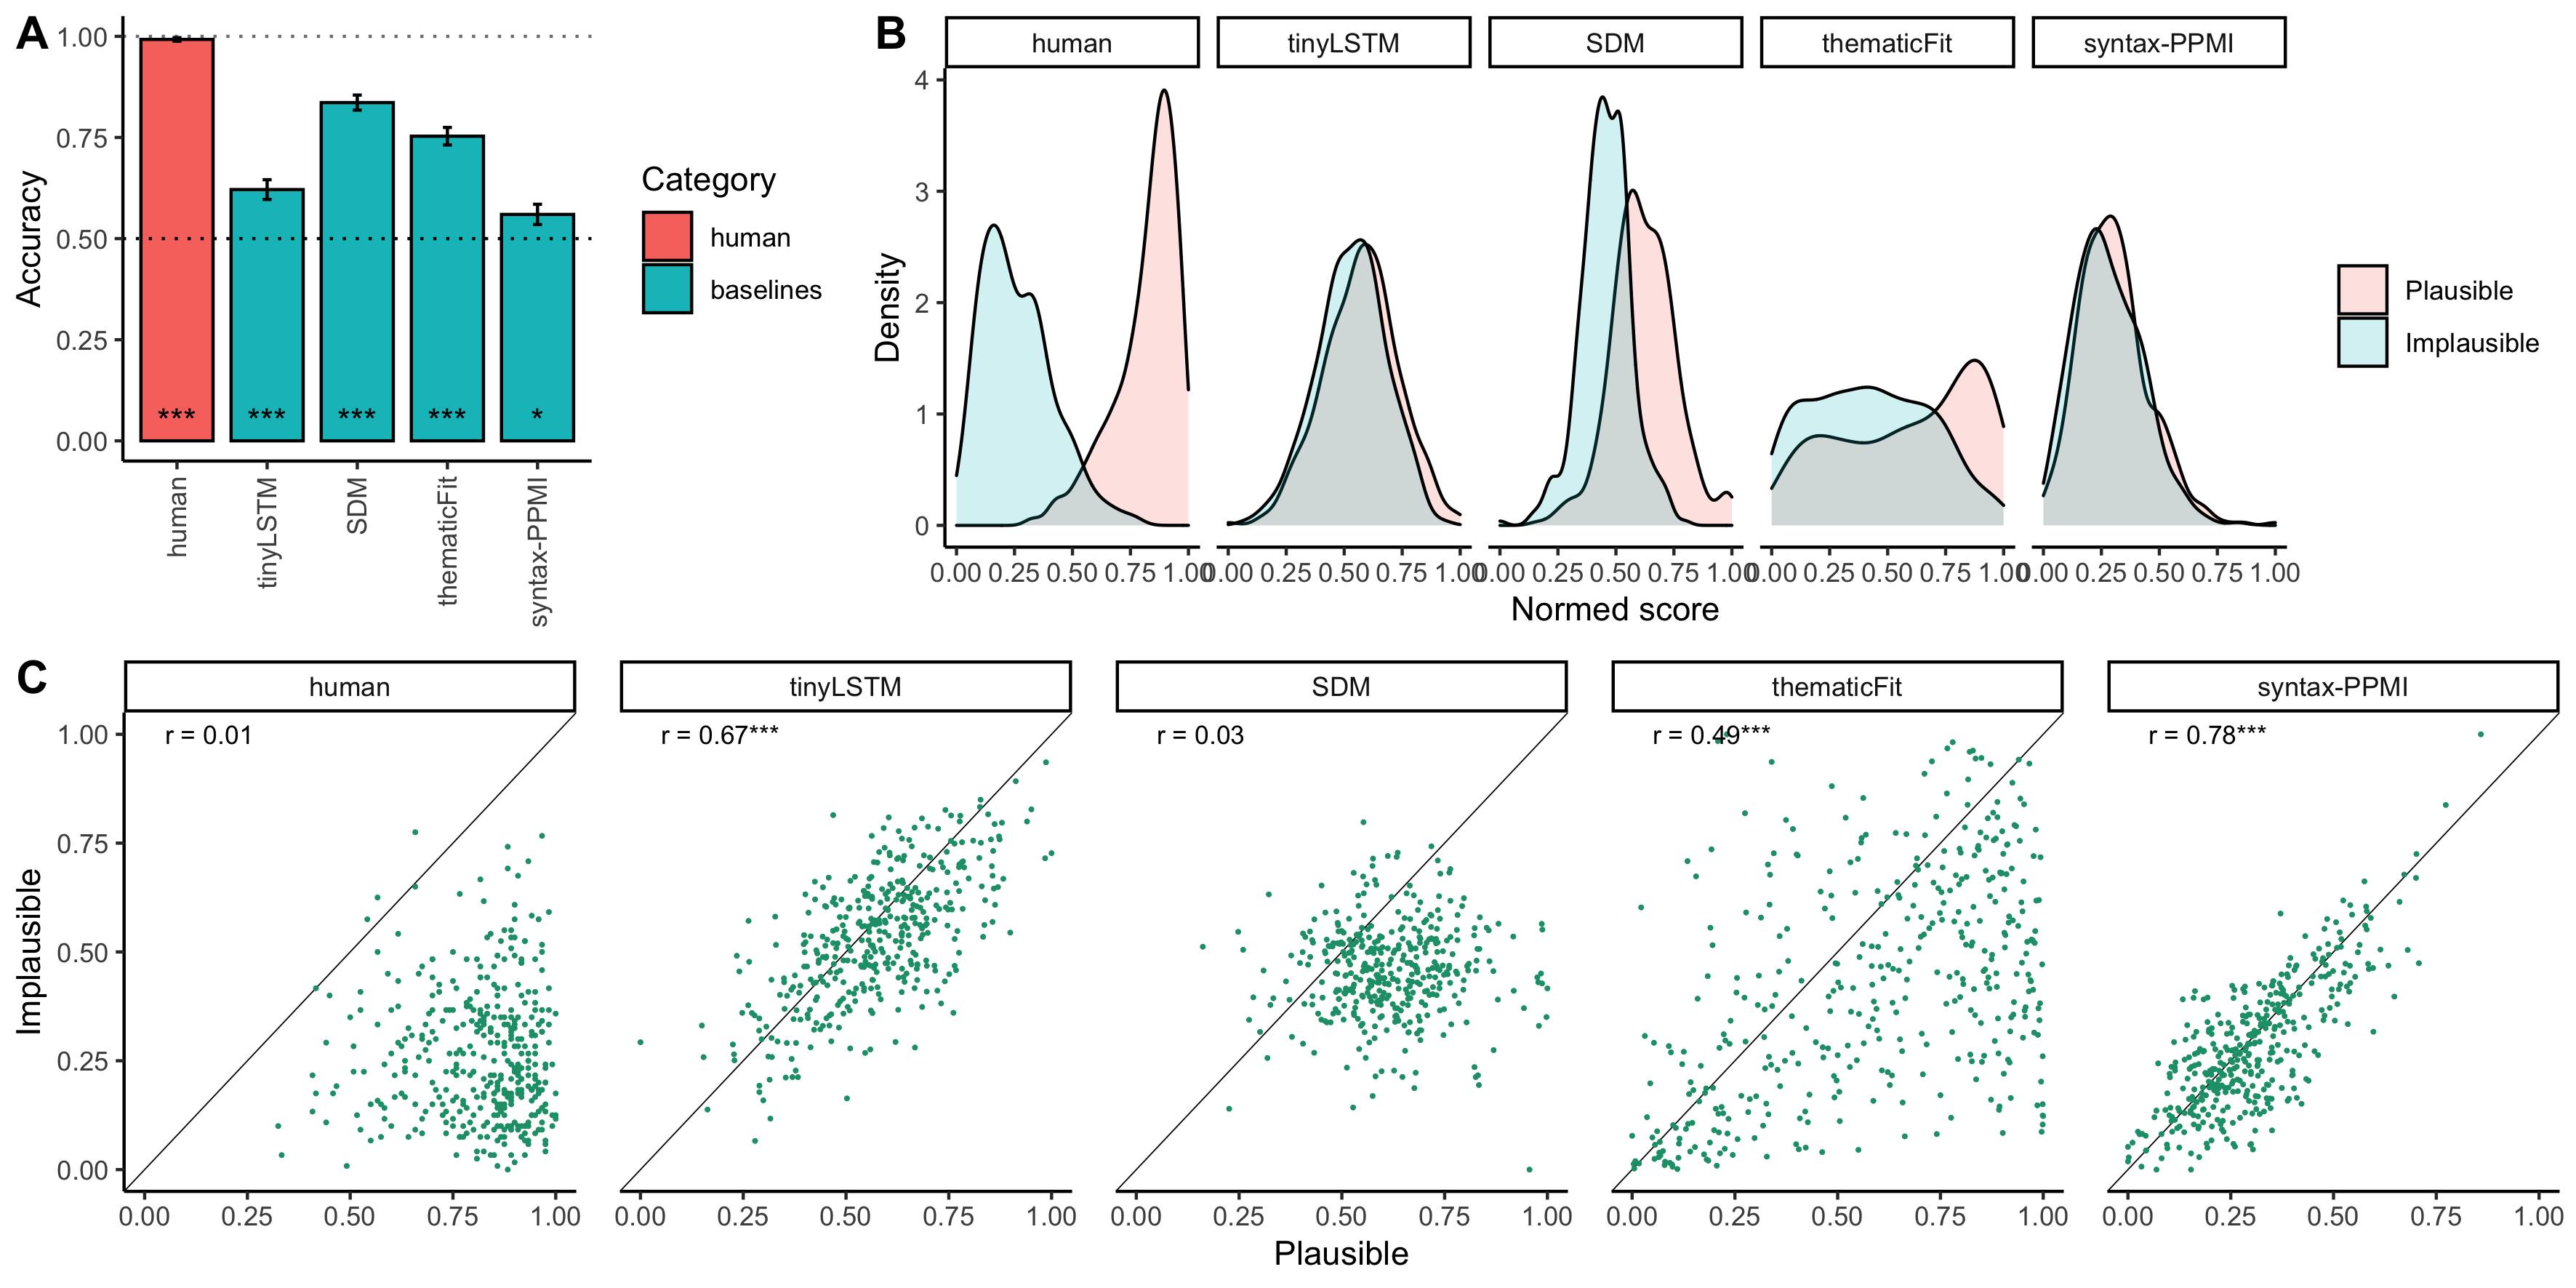 A
1.00
0.75
0.50
0.25
0.00
Accuracy
***
***
***
***
*
human
tinyLSTM
SDM
thematicFit
syntax-PPMI
Category
human
baselines
B
human
tinyLSTM
SDM
thematicFit
syntax-PPMI
4
3
2
1
0
Density
0.00 0.25 0.50 0.75 1.00
0.00 0.25 0.50 0.75 1.00
0.00 0.25 0.50 0.75 1.00
0.00 0.25 0.50 0.75 1.00
0.00 0.25 0.50 0.75 1.00
Normed score
Plausible
Implausible
C
human
tinyLSTM
SDM
thematicFit
syntax-PPMI
r = 0.01
r = 0.67***
r = 0.03
r = 0.49***
r = 0.78***
1.00
0.75
0.50
0.25
0.00
Implausible
0.00 0.25 0.50 0.75 1.00
0.00 0.25 0.50 0.75 1.00
0.00 0.25 0.50 0.75 1.00
0.00 0.25 0.50 0.75 1.00
0.00 0.25 0.50 0.75 1.00
Plausible